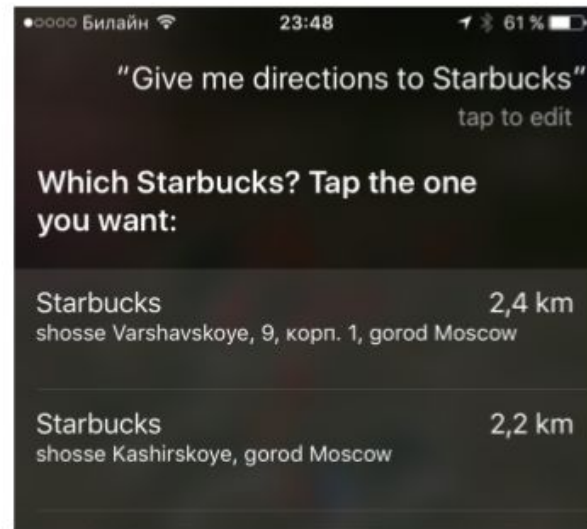 Билайн 23:48 61 %
“Give me directions to Starbucks”
tap to edit
Which Starbucks? Tap the one
you want:
Starbucks 2,4 km
shosse Varshavskoye, 9, корп. 1, gorod Moscow
Starbucks 2,2 km
shosse Kashirskoye, gorod Moscow